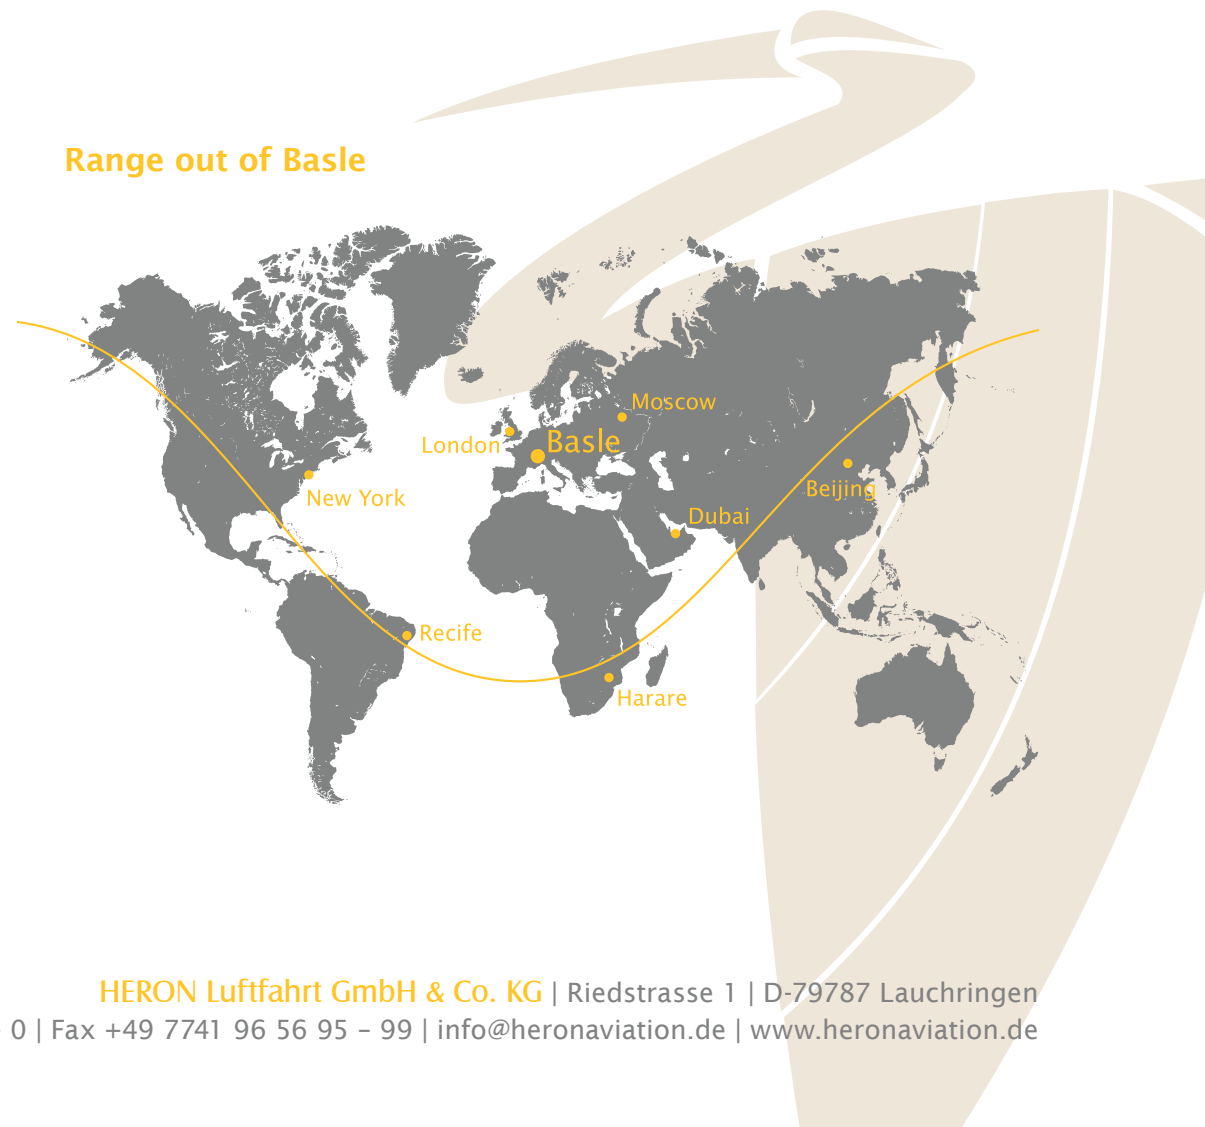 Range out of Basle
Moscow
London
Basle
New York
Beijing
Dubai
Recife
Harare
HERON Luftfahrt GmbH & Co. KG | Riedstrasse 1 | D-79787 Lauchringen
0 | Fax +49 7741 96 56 95 – 99 | info@heronaviation.de | www.heronaviation.de